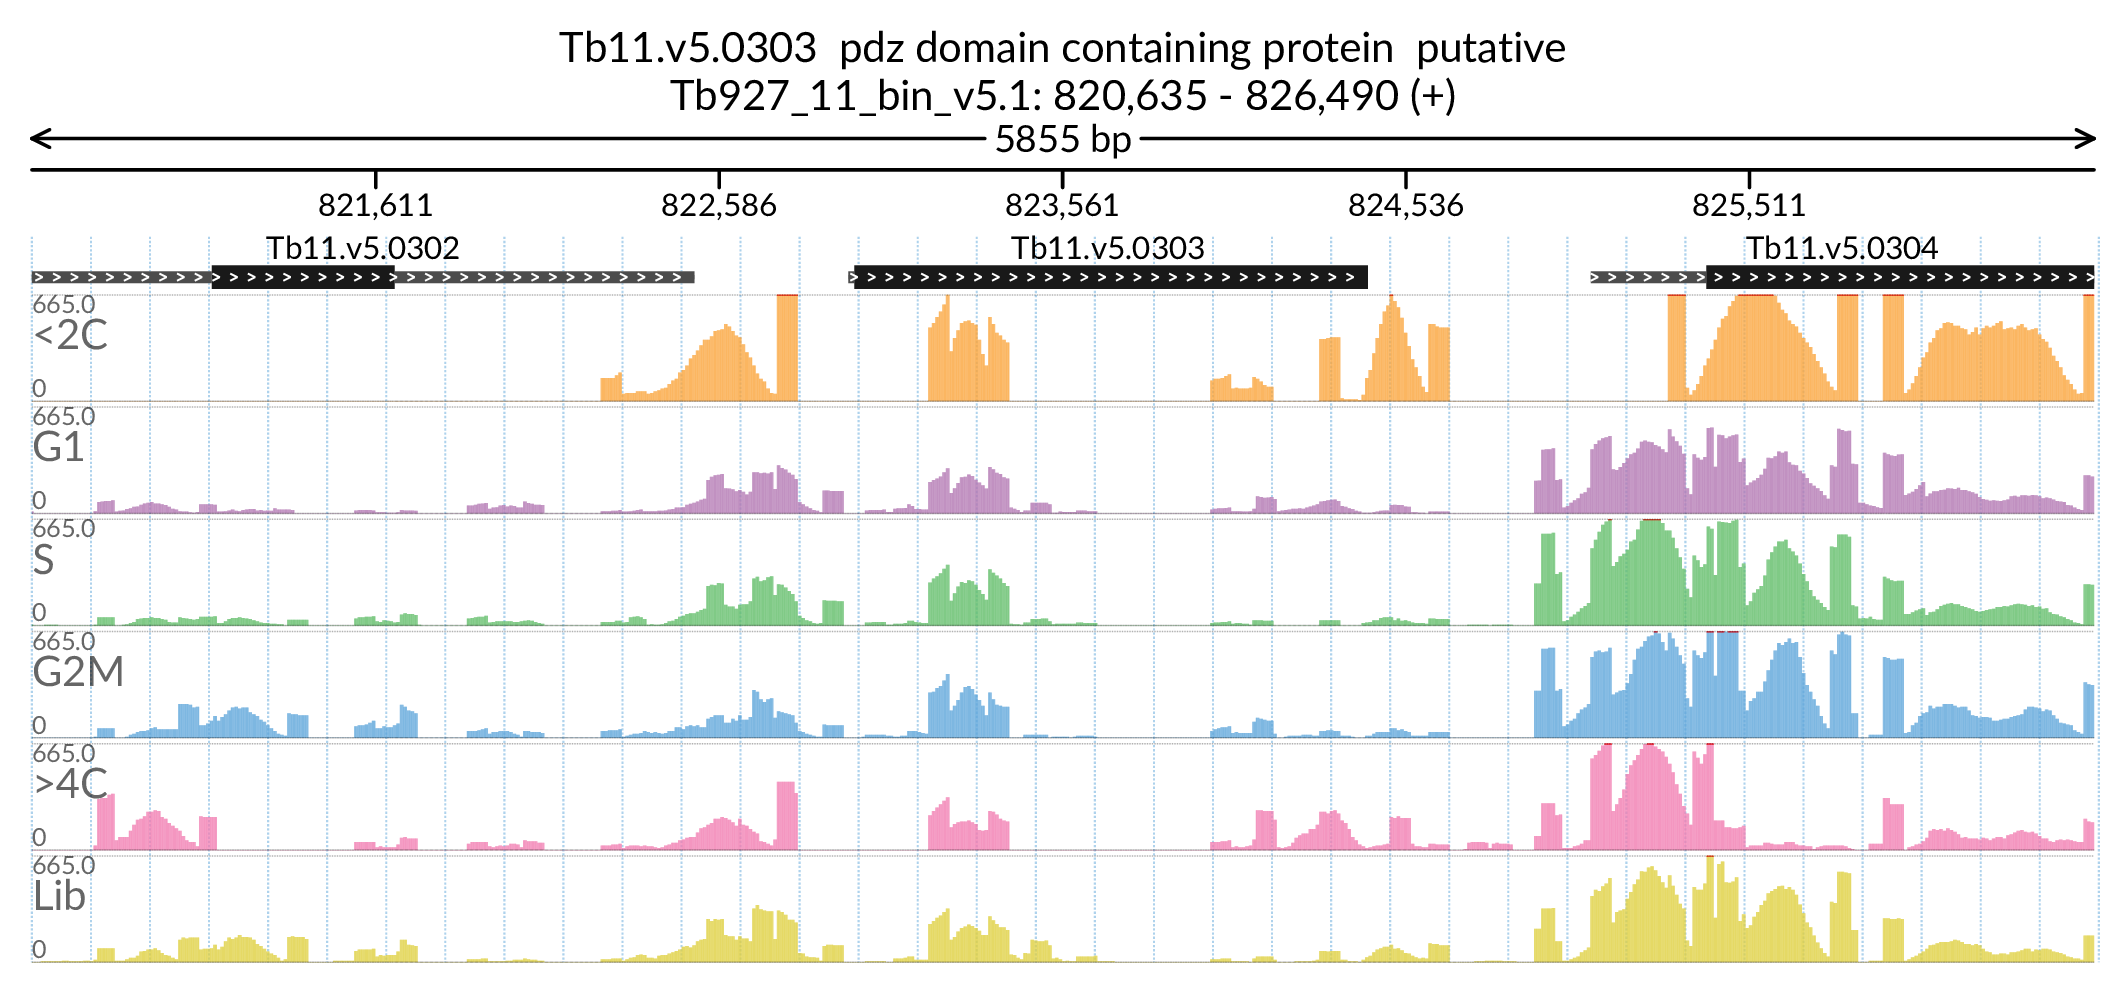 Tb11.v5.0303  pdz domain containing protein  putative
Tb927_11_bin_v5.1: 820,635 - 826,490 (+)
5855 bp
821,611 822,586 823,561 824,536 825,511
Tb11.v5.0302 Tb11.v5.0303 Tb11.v5.0304
665.0
<2C
0
665.0
G1
0
665.0
S
0
665.0
G2M
0
665.0
>4C
0
665.0
Lib
0